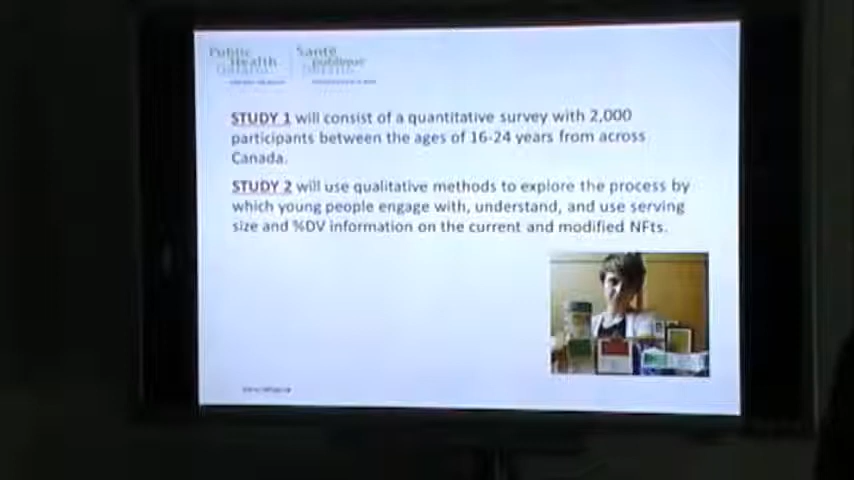 Public
Health
Ontario
Santé
publique
Ontario
STUDY 1 will consist of a quantitative survey with 2,000
participants between the ages of 16-24 years from across
Canada.
STUDY 2 will use qualitative methods to explore the process by
which young people engage with, understand, and use serving
size and %DV information on the current and modified NFTs.